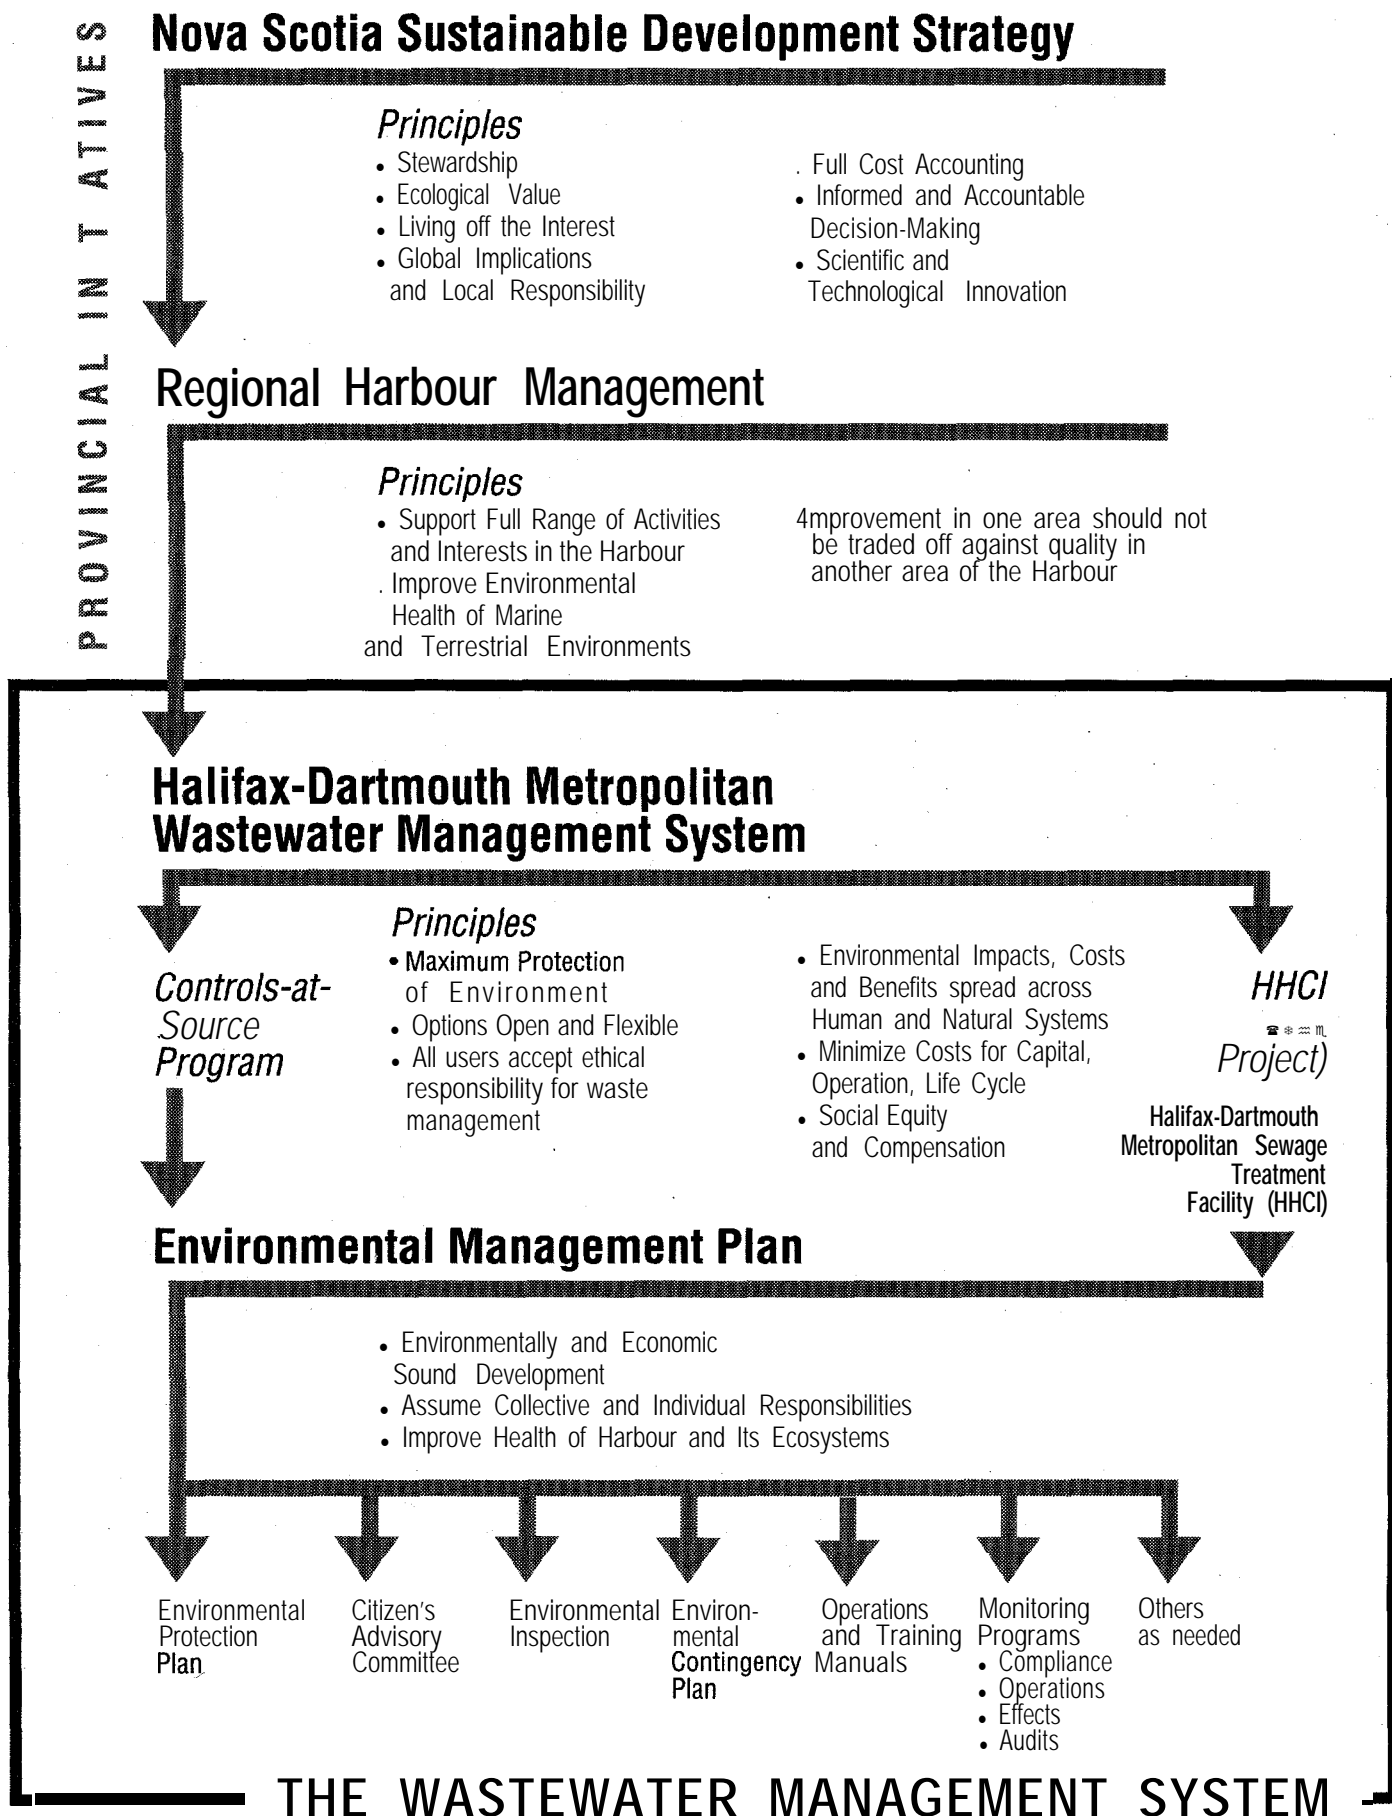 PROVINCIAL IN T ATIVES
Nova Scotia Sustainable Development Strategy
Principles
• Stewardship
• Ecological Value
• Living off the Interest
• Global Implications
and Local Responsibility
. Full Cost Accounting
• Informed and Accountable
Decision-Making
• Scientific and
Technological Innovation
Regional Harbour Management
Principles
• Support Full Range of Activities
and Interests in the Harbour
. Improve Environmental
Health of Marine
and Terrestrial Environments
4mprovement in one area should not
be traded off against quality in
another area of the Harbour
Halifax-Dartmouth Metropolitan
Wastewater Management System
Controls-at-
Source
Program
Principles
• Maximum Protection
of Environment
• Options Open and Flexible
• All users accept ethical
responsibility for waste
management
• Environmental Impacts, Costs
and Benefits spread across
Human and Natural Systems
• Minimize Costs for Capital,
Operation, Life Cycle
• Social Equity
and Compensation
HHCI
☎❄♒♏
Project)
Halifax-Dartmouth
Metropolitan Sewage
Treatment
Facility (HHCI)
Environmental Management Plan
• Environmentally and Economic
Sound Development
• Assume Collective and Individual Responsibilities
• Improve Health of Harbour and Its Ecosystems
Environmental
Protection
Plan
Citizen's
Advisory
Committee
Environmental
Inspection
Environ-
mental
Contingency
Plan
Operations
and Training
Manuals
Monitoring
Programs
• Compliance
• Operations
• Effects
• Audits
Others
as needed
THE WASTEWATER MANAGEMENT SYSTEM